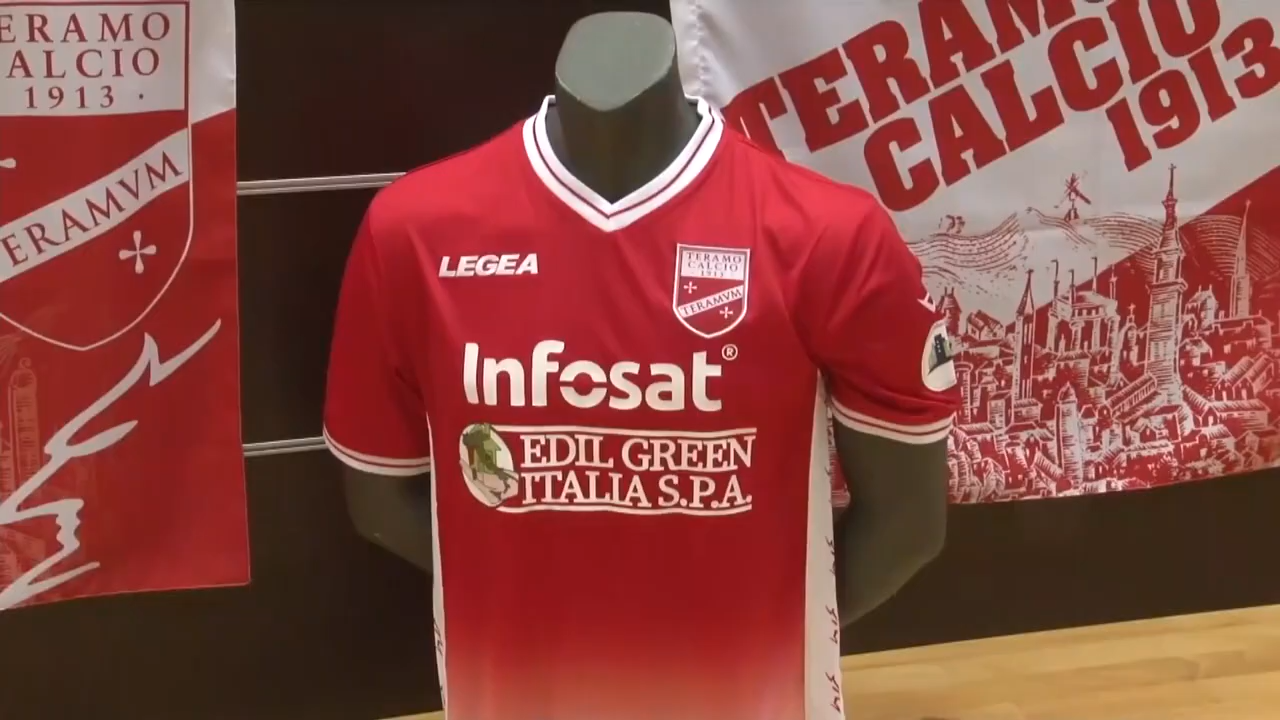 ERAMO
ALCIO
1913 ·
ERAMVM
TERAMO
CALCIO
1913
LEGEA
TERAMO
CALCIO
1913
TERAMVM
Infosat®
EDIL GREEN
ITALIA S.P.A.